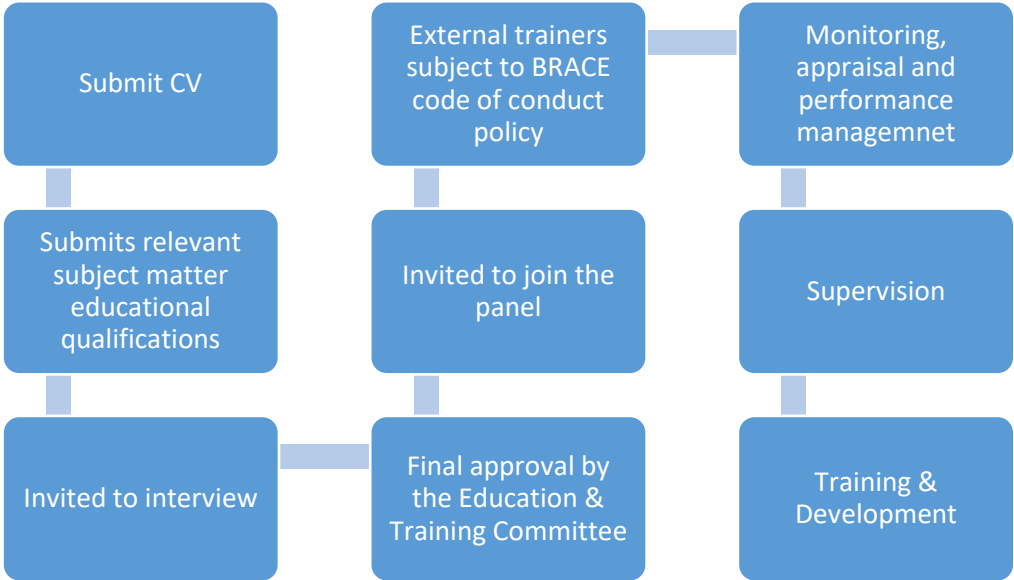 Submit CV
Submits relevant
subject matter
educational
qualifications
Invited to interview
Final approval by
the Education &
Training Committee
Invited to join the
panel
External trainers
subject to BRACE
code of conduct
policy
Monitoring,
appraisal and
performance
managemnet
Supervision
Training &
Development